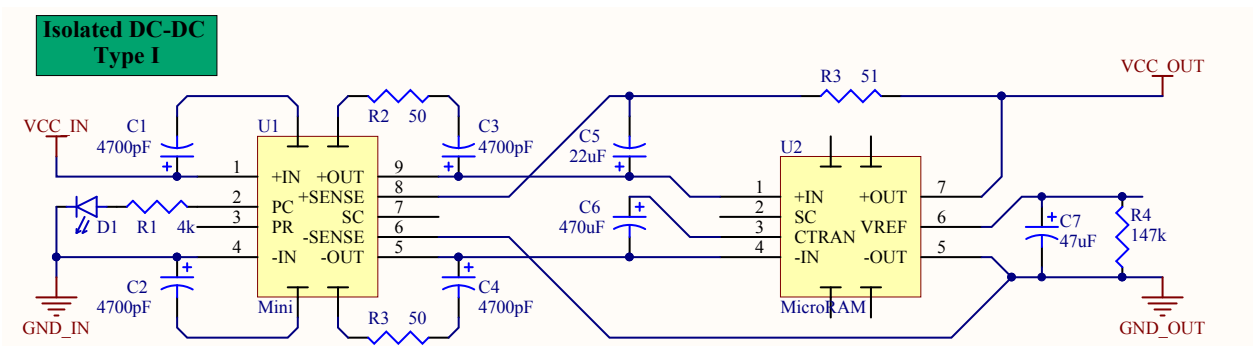 Isolated DC-DC
Type I
VCC_IN
C1
4700pF
U1
R2 50
C3
4700pF
C5
22uF
R3 51
VCC_OUT
U2
1 +IN +OUT 9
2 PC +SENSE 8
3 PR SC 7
-SENSE 6
4 -IN -OUT 5
D1 R1 4k
C6
470uF
1 +IN +OUT 7
2 SC
3 CTRAN VREF 6
4 -IN -OUT 5
C7
47uF
R4
147k
C2
4700pF
Mini
R3 50
C4
4700pF
MicroRAM
GND_IN
GND_OUT